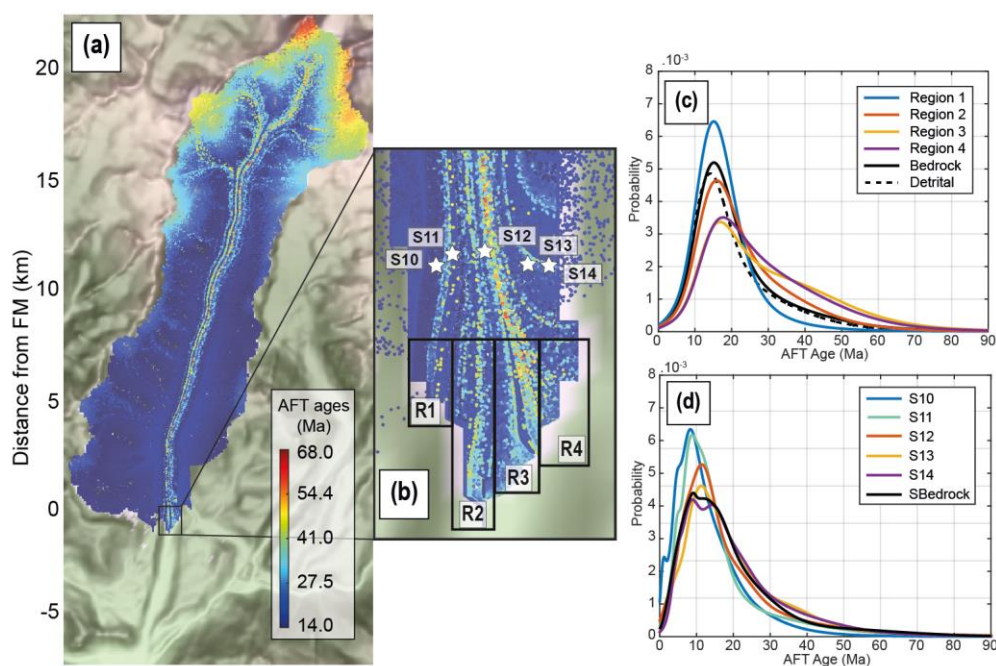 (a)
Distance from FM (km)
20
15
10
5
0
-5
AFT ages
(Ma)
68.0
54.4
41.0
27.5
14.0
S11
S10
S12
S13
S14
R1
R2
R3
R4
(b)
8 ×10⁻³
7
6
5
4
3
2
1
0
Probability
(c)
Region 1
Region 2
Region 3
Region 4
Bedrock
Detrital
0 10 20 30 40 50 60 70 80 90
AFT Age (Ma)
8 ×10⁻³
7
6
5
4
3
2
1
0
Probability
(d)
S10
S11
S12
S13
S14
SBedrock
0 10 20 30 40 50 60 70 80 90
AFT Age (Ma)